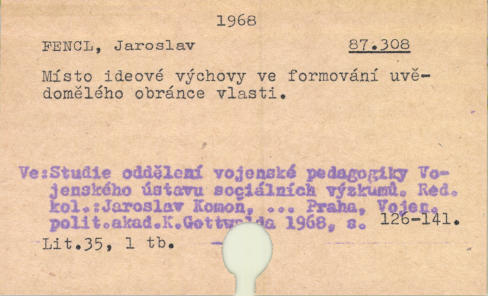 1968
FENCL, Jaroslav 87.308
Místo ideové výchovy ve formování uvě-
domělého obránce vlasti.
Ve:Studie oddělení vojenské pedagogiky Vo-
jenského ústavu sociálních výzkumů. Red.
kol.:Jaroslav Komon, ... Praha, Vojen.
polit.akad.K.Gottwalda 1968, s. 126-141.
Lit.35, 1 tb.